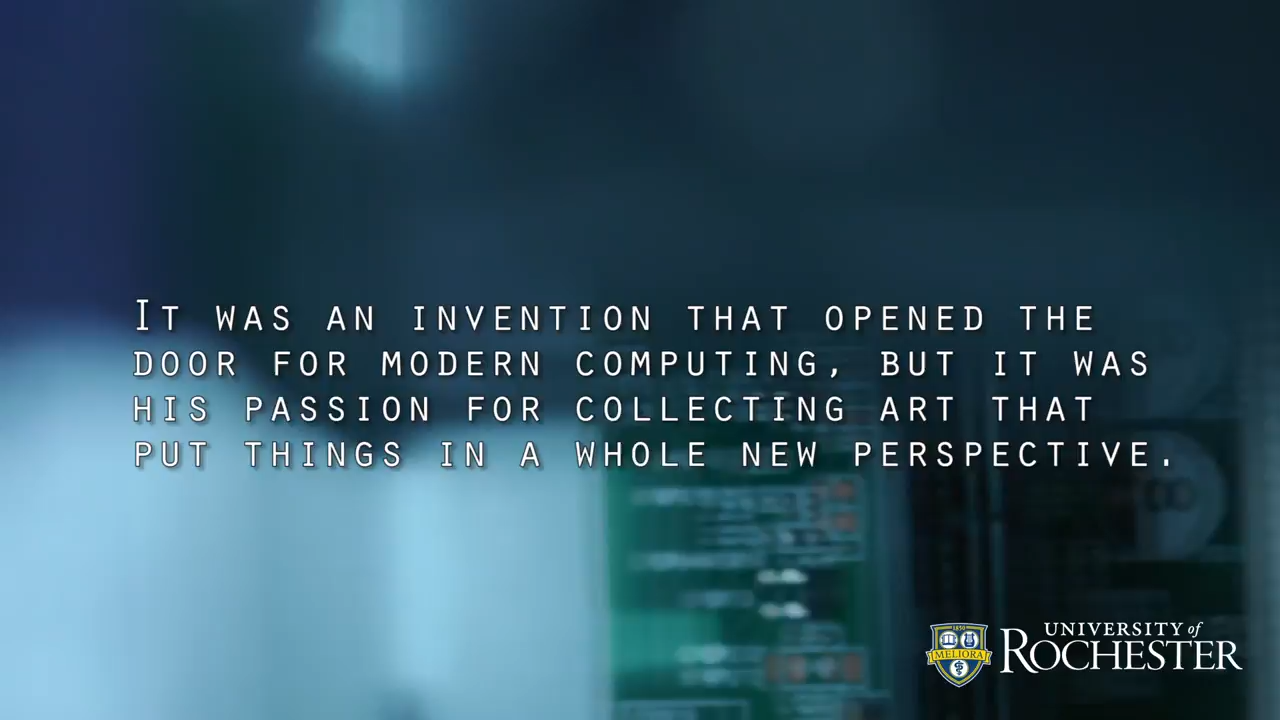 It was an invention that opened the
door for modern computing, but it was
his passion for collecting art that
put things in a whole new perspective.
1850
MELIORA
UNIVERSITY of
ROCHESTER